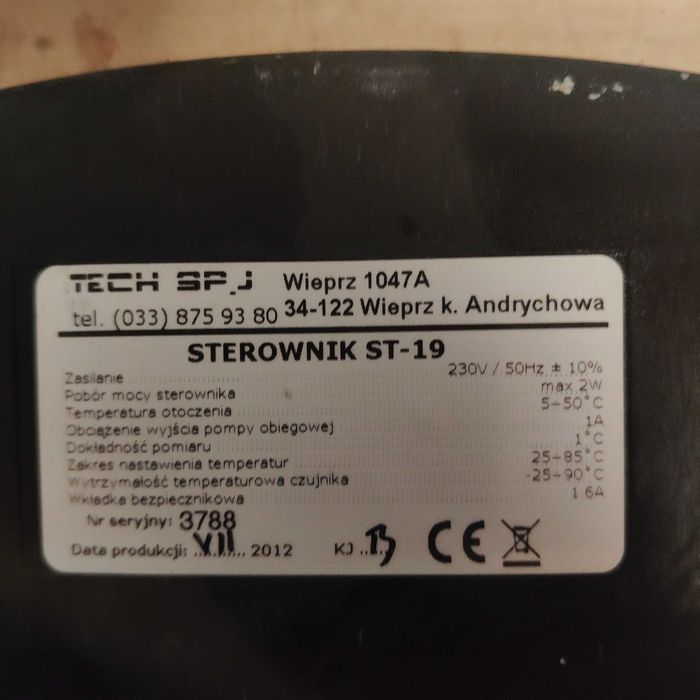 TECH SP.J Wieprz 1047A
tel. (033) 875 93 80 34-122 Wieprz k. Andrychowa
STEROWNIK ST-19
Zasilanie 230V / 50Hz ± 10%
Pobór mocy sterownika max 2W
Temperatura otoczenia 5÷50°C
Obciążenie wyjścia pompy obiegowej 1A
Dokładność pomiaru 1°C
Zakres nastawienia temperatur 25÷85°C
Wytrzymałość temperaturowa czujnika -25÷90°C
Wkładka bezpiecznikowa 1 6A
Nr seryjny: 3788
Data produkcji: VII 2012 KJ .. B CE